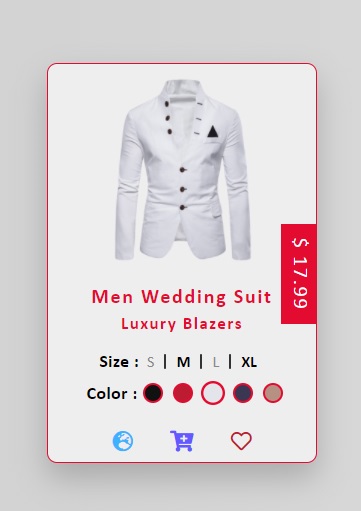 $ 17.99
Men Wedding Suit
Luxury Blazers
Size : S | M | L | XL
Color :